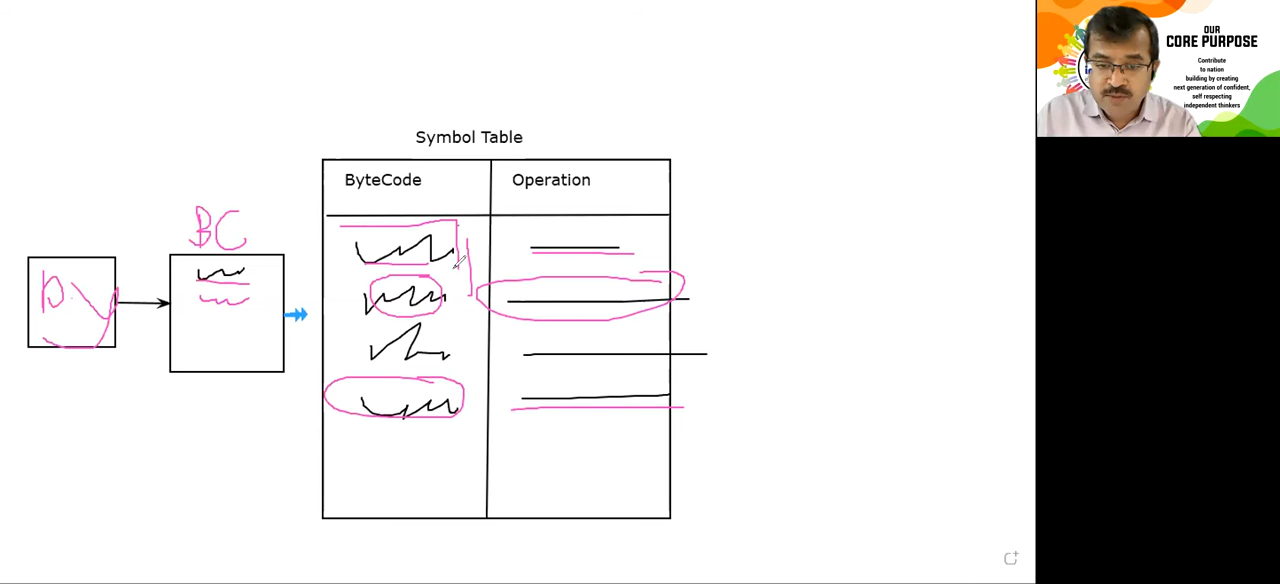 OUR
CORE PURPOSE
Contribute
to nation
building by creating
next generation of confident,
self respecting
independent thinkers
Symbol Table
ByteCode
Operation
BC
py